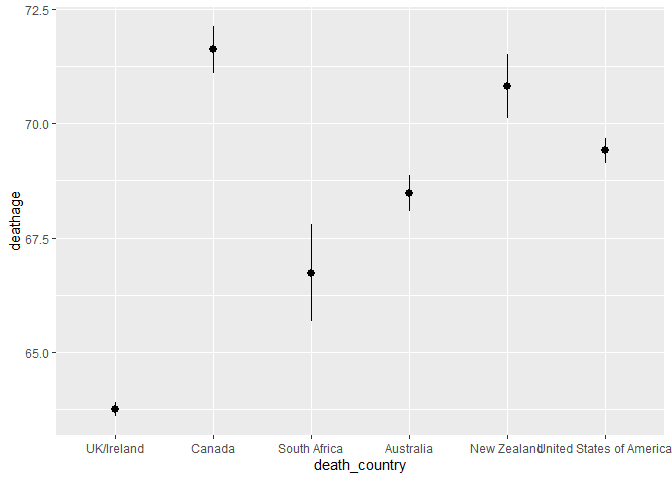 72.5
70.0
67.5
65.0
deathage
UK/Ireland Canada South Africa Australia New Zealand United States of America
death_country